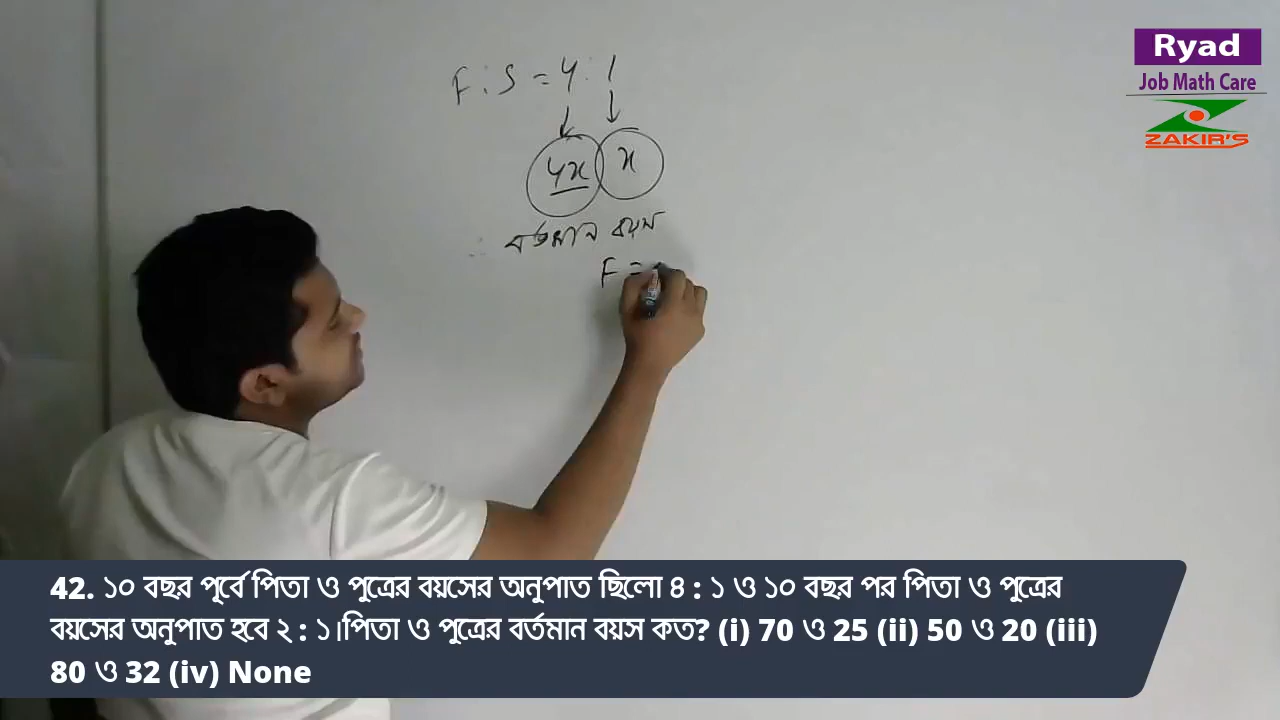 Ryad
Job Math Care
ZAKIR'S
F : S = 4 : 1
4x x
∴ বর্তমান বয়স
F =
42. ১০ বছর পূর্বে পিতা ও পুত্রের বয়সের অনুপাত ছিলো ৪ : ১ ও ১০ বছর পর পিতা ও পুত্রের
বয়সের অনুপাত হবে ২ : ১।পিতা ও পুত্রের বর্তমান বয়স কত? (i) 70 ও 25 (ii) 50 ও 20 (iii)
80 ও 32 (iv) None